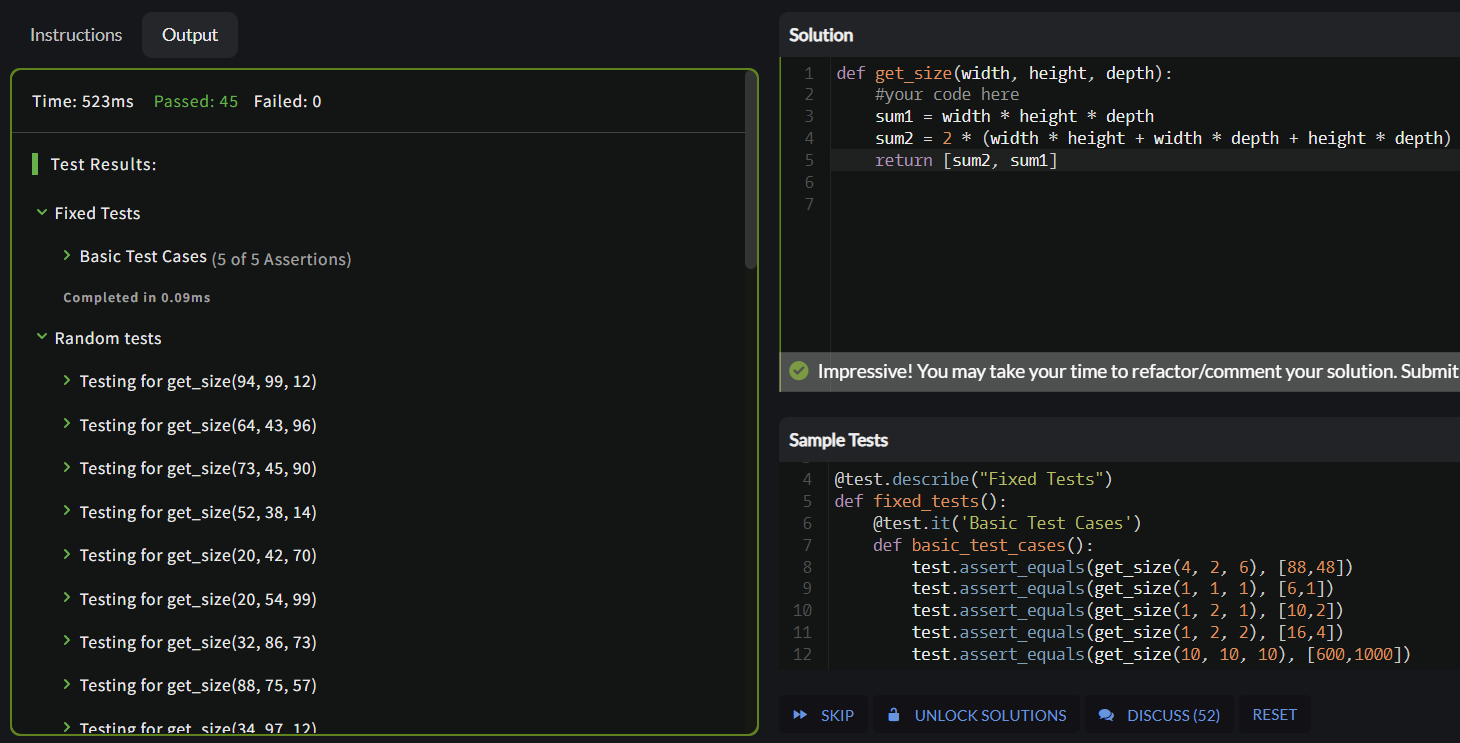 Instructions
Output
Time: 523ms Passed: 45 Failed: 0
Test Results:
Fixed Tests
Basic Test Cases (5 of 5 Assertions)
Completed in 0.09ms
Random tests
Testing for get_size(94, 99, 12)
Testing for get_size(64, 43, 96)
Testing for get_size(73, 45, 90)
Testing for get_size(52, 38, 14)
Testing for get_size(20, 42, 70)
Testing for get_size(20, 54, 99)
Testing for get_size(32, 86, 73)
Testing for get_size(88, 75, 57)
Testing for get_size(34, 97, 12)
Solution
1 def get_size(width, height, depth):
2     #your code here
3     sum1 = width * height * depth
4     sum2 = 2 * (width * height + width * depth + height * depth)
5     return [sum2, sum1]
6
7
Impressive! You may take your time to refactor/comment your solution. Submit
Sample Tests
4 @test.describe("Fixed Tests")
5 def fixed_tests():
6     @test.it('Basic Test Cases')
7     def basic_test_cases():
8         test.assert_equals(get_size(4, 2, 6), [88,48])
9         test.assert_equals(get_size(1, 1, 1), [6,1])
10         test.assert_equals(get_size(1, 2, 1), [10,2])
11         test.assert_equals(get_size(1, 2, 2), [16,4])
12         test.assert_equals(get_size(10, 10, 10), [600,1000])
SKIP
UNLOCK SOLUTIONS
DISCUSS (52)
RESET